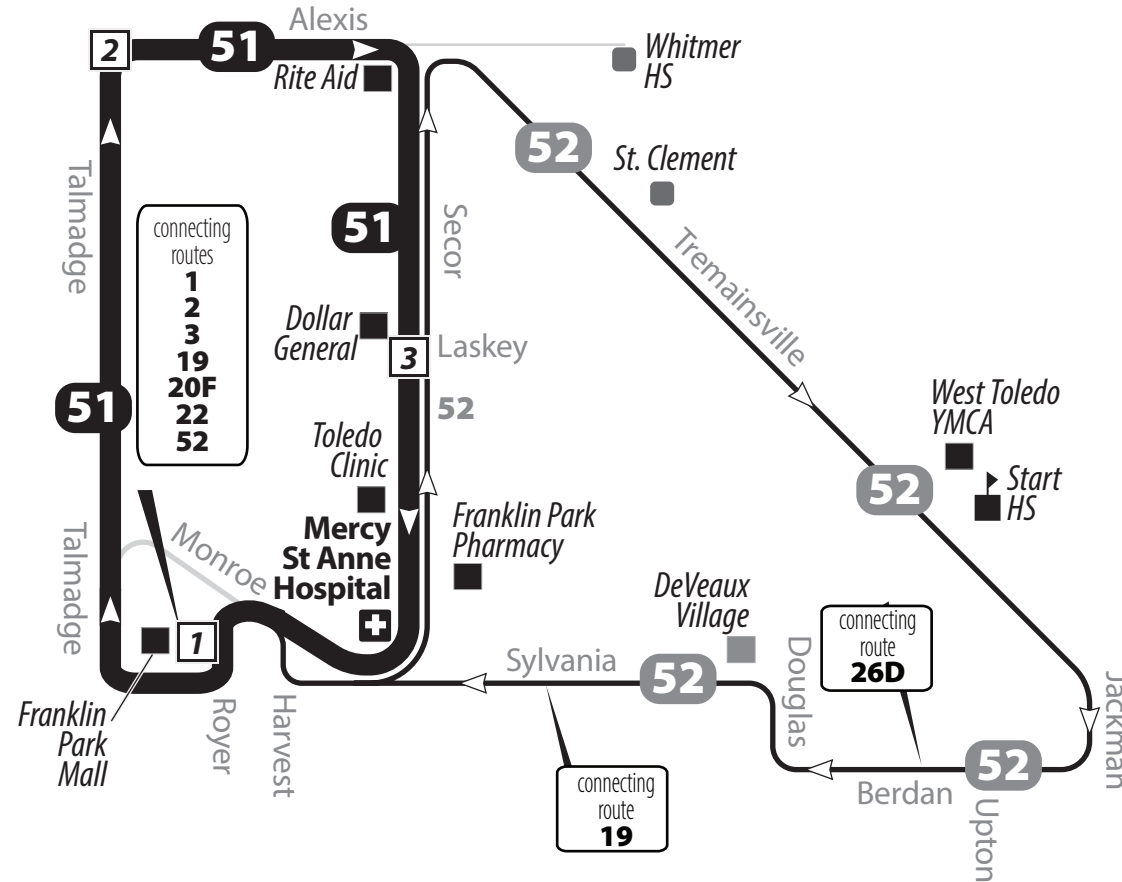 Alexis
2
51
Rite Aid
Whitmer
HS
52
St. Clement
Talmadge
connecting
routes
1
2
3
19
20F
22
52
51
Secor
Tremainsville
Dollar
General
3
Laskey
52
51
Toledo
Clinic
West Toledo
YMCA
52
Start
HS
Talmadge
Monroe
Mercy
St Anne
Hospital
Franklin Park
Pharmacy
DeVeaux
Village
1
Sylvania
52
Douglas
connecting
route
26D
Jackman
Franklin
Park
Mall
Royer
Harvest
connecting
route
19
52
Berdan
Upton